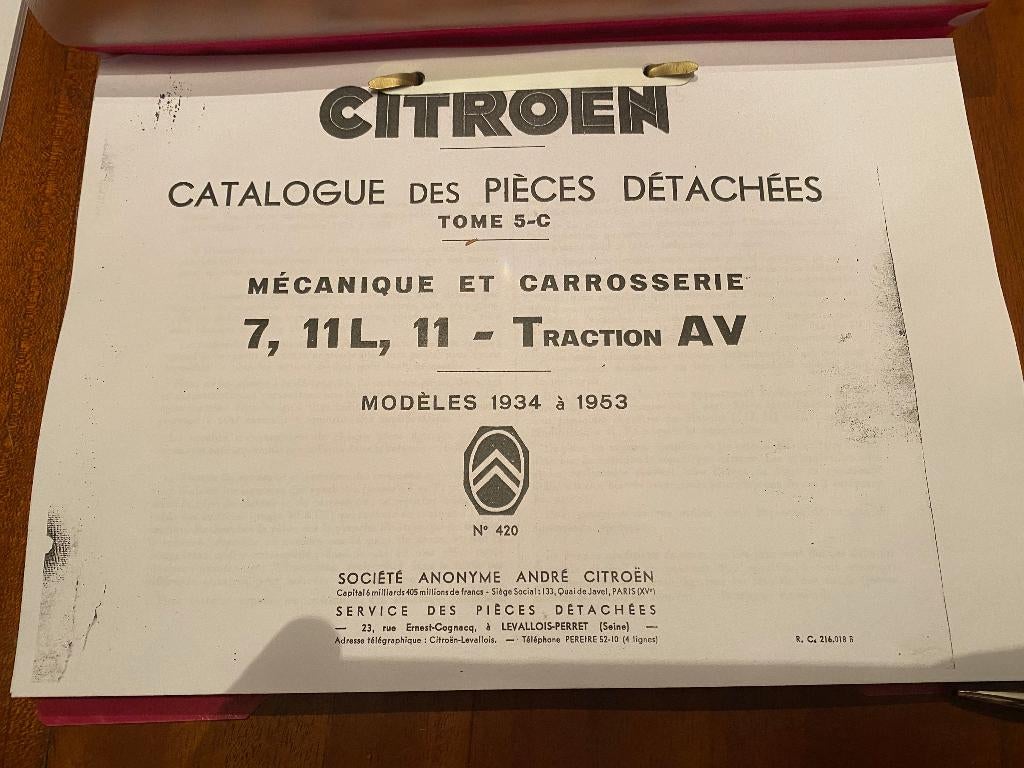 CITROËN
CATALOGUE DES PIÈCES DÉTACHÉES
TOME 5-C
MÉCANIQUE ET CARROSSERIE
7, 11 L, 11 - TRACTION AV
MODÈLES 1934 à 1953
N° 420
SOCIÉTÉ ANONYME ANDRÉ CITROËN
Capital 6 milliards 405 millions de francs - Siège Social : 133, Quai de Javel, PARIS (XVe)
SERVICE DES PIÈCES DÉTACHÉES
— 23, rue Ernest-Cognacq, à LEVALLOIS-PERRET (Seine) —
Adresse télégraphique : Citroën-Levallois. — Téléphone PEREIRE 52-10 (4 lignes)
R. C. 216.018 B